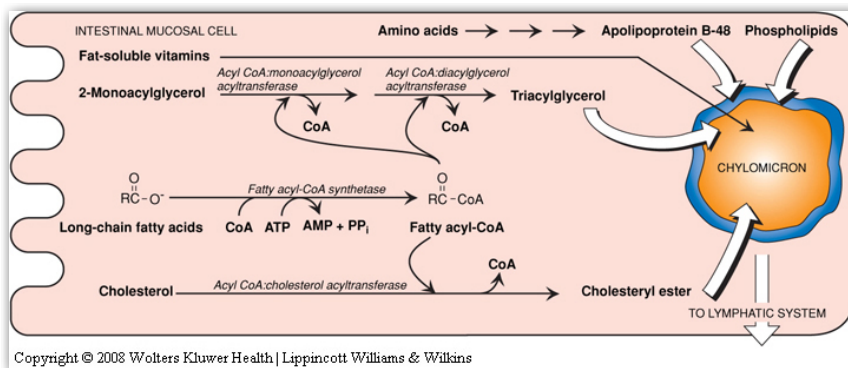 INTESTINAL MUCOSAL CELL
Amino acids
Apolipoprotein B-48
Phospholipids
Fat-soluble vitamins
Acyl CoA:monoacylglycerol
acyltransferase
Acyl CoA:diacylglycerol
acyltransferase
2-Monoacylglycerol
Triacylglycerol
CoA
CoA
CHYLOMICRON
O
RC-O-
Fatty acyl-CoA synthetase
O
RC-CoA
Long-chain fatty acids
CoA
ATP
AMP + PPi
Fatty acyl-CoA
CoA
Cholesterol
Acyl CoA:cholesterol acyltransferase
Cholesteryl ester
TO LYMPHATIC SYSTEM
Copyright © 2008 Wolters Kluwer Health | Lippincott Williams & Wilkins